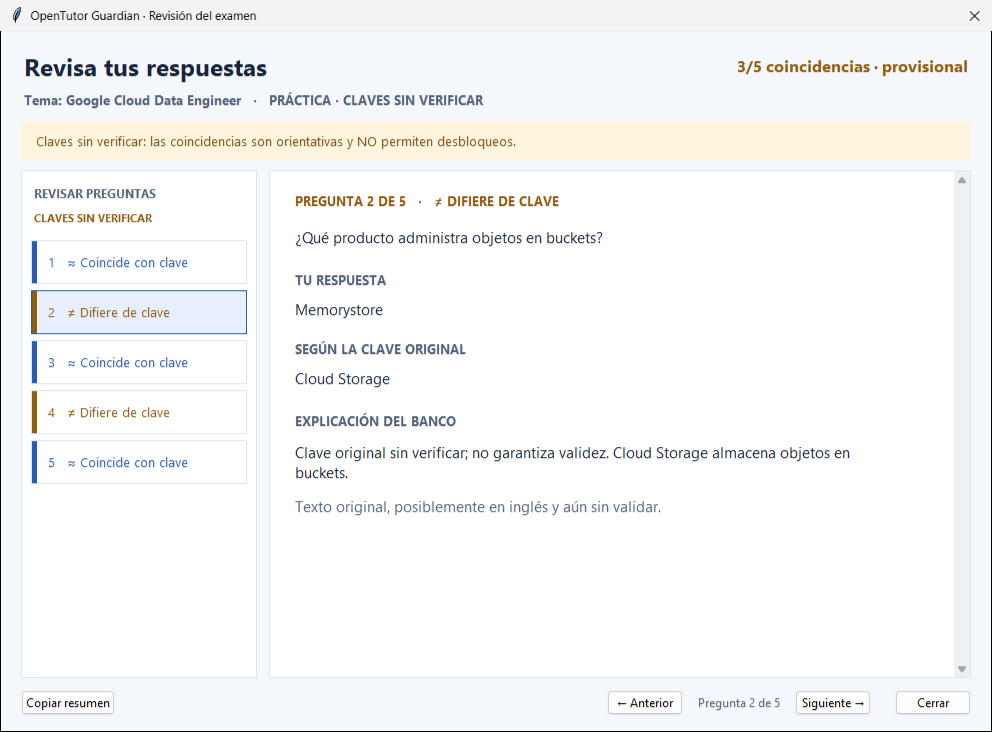 OpenTutor Guardian · Revisión del examen
Revisa tus respuestas
3/5 coincidencias · provisional
Tema: Google Cloud Data Engineer · PRÁCTICA · CLAVES SIN VERIFICAR
Claves sin verificar: las coincidencias son orientativas y NO permiten desbloqueos.
REVISAR PREGUNTAS
CLAVES SIN VERIFICAR
1 ≈ Coincide con clave
2 ≠ Difiere de clave
3 ≈ Coincide con clave
4 ≠ Difiere de clave
5 ≈ Coincide con clave
PREGUNTA 2 DE 5 · ≠ DIFIERE DE CLAVE
¿Qué producto administra objetos en buckets?
TU RESPUESTA
Memorystore
SEGÚN LA CLAVE ORIGINAL
Cloud Storage
EXPLICACIÓN DEL BANCO
Clave original sin verificar; no garantiza validez. Cloud Storage almacena objetos en
buckets.
Texto original, posiblemente en inglés y aún sin validar.
Copiar resumen
← Anterior
Pregunta 2 de 5
Siguiente →
Cerrar